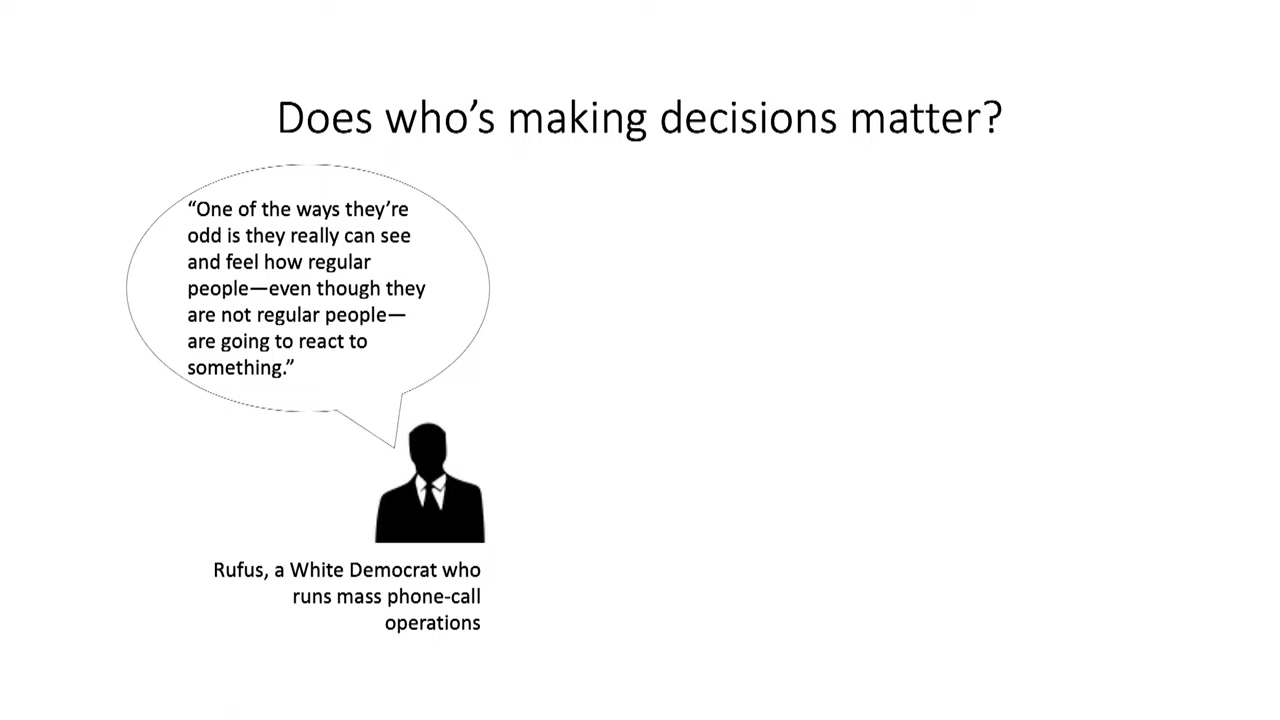 Does who’s making decisions matter?
“One of the ways they’re
odd is they really can see
and feel how regular
people—even though they
are not regular people—
are going to react to
something.”
Rufus, a White Democrat who
runs mass phone-call
operations